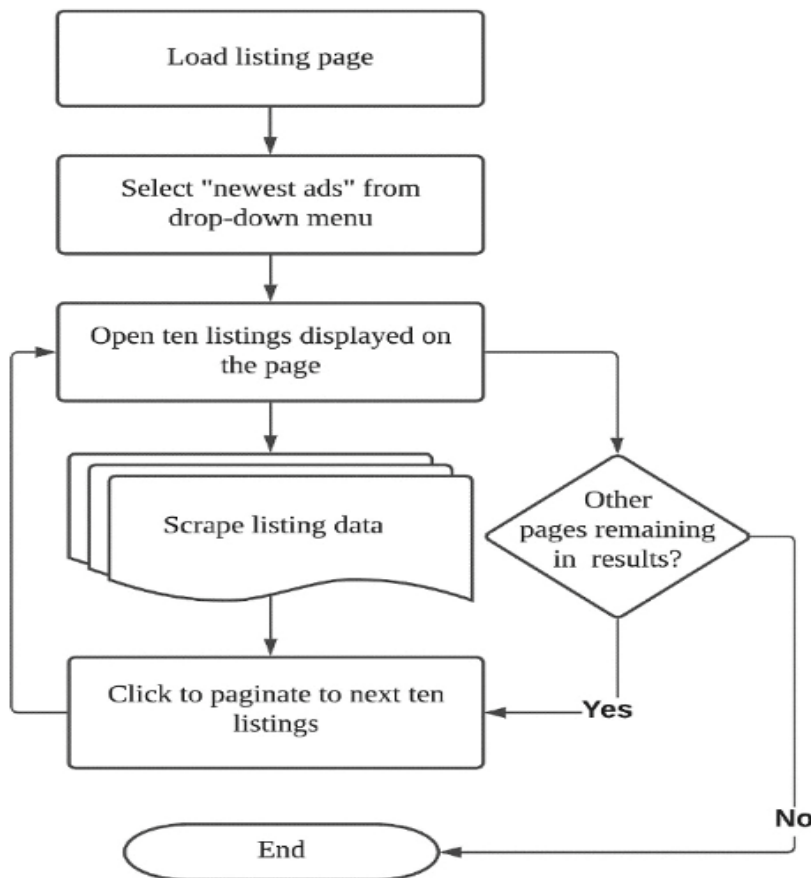 Load listing page
Select "newest ads" from
drop-down menu
Open ten listings displayed on
the page
Scrape listing data
Other
pages remaining
in results?
Click to paginate to next ten
listings
Yes
No
End